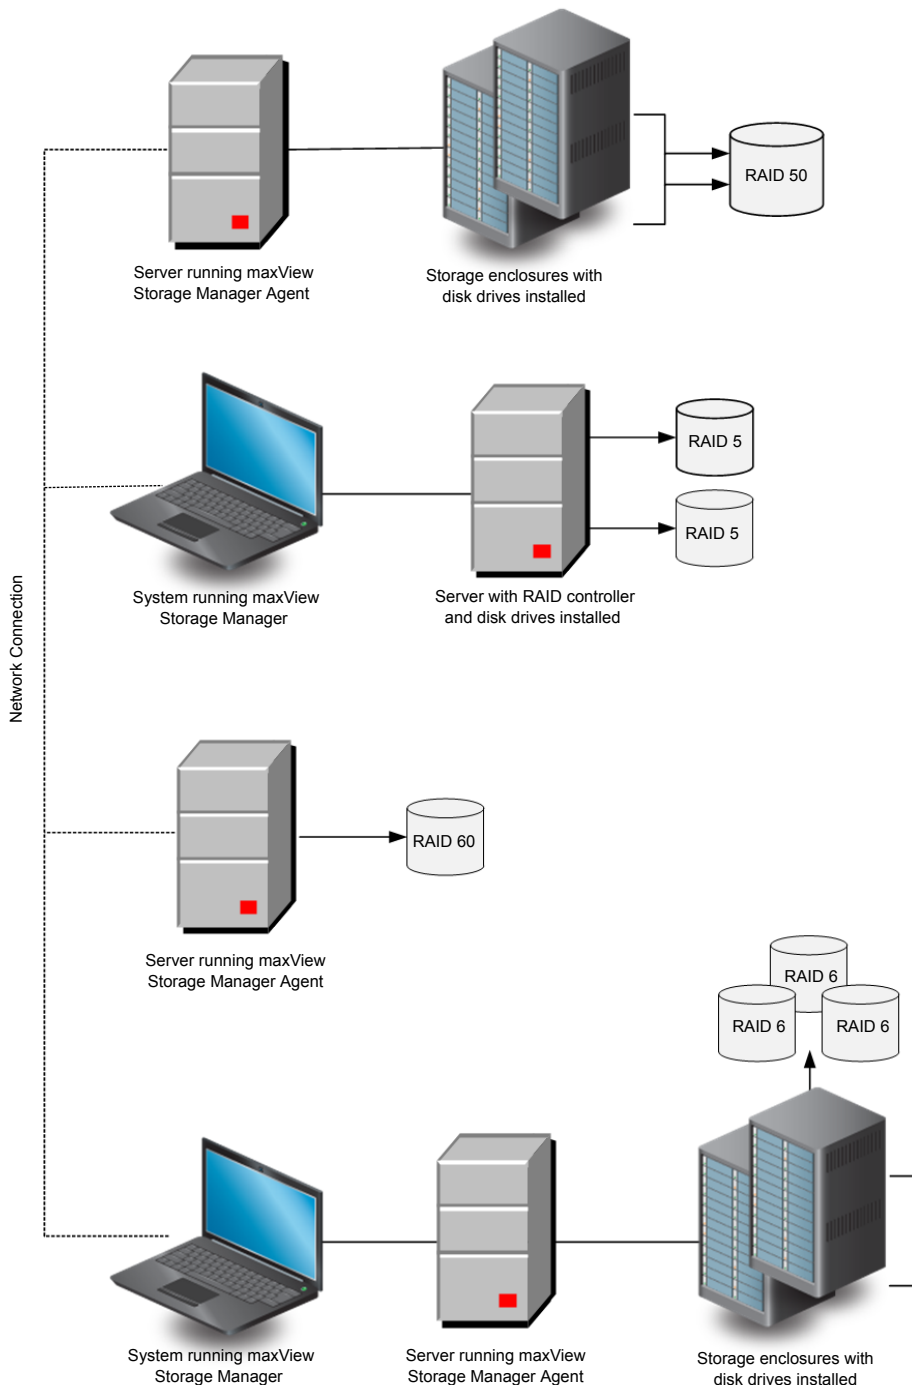 RAID 50
Server running maxView
Storage Manager Agent
Storage enclosures with
disk drives installed
RAID 5
RAID 5
System running maxView
Storage Manager
Server with RAID controller
and disk drives installed
Network Connection
RAID 60
Server running maxView
Storage Manager Agent
RAID 6
RAID 6
RAID 6
System running maxView
Storage Manager
Server running maxView
Storage Manager Agent
Storage enclosures with
disk drives installed